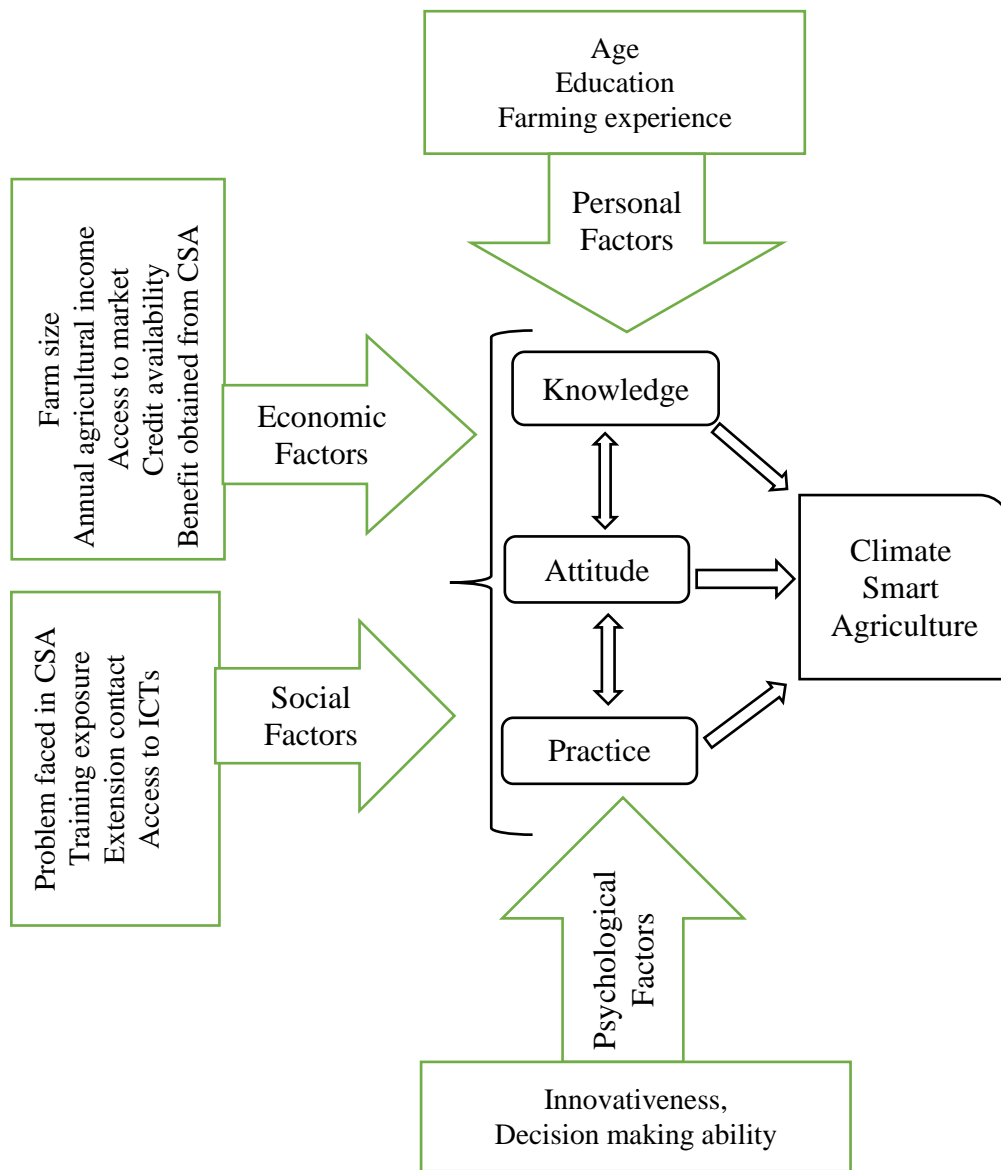 Age
Education
Farming experience
Personal
Factors
Farm size
Annual agricultural income
Access to market
Credit availability
Benefit obtained from CSA
Economic
Factors
Knowledge
Attitude
Practice
Climate
Smart
Agriculture
Problem faced in CSA
Training exposure
Extension contact
Access to ICTs
Social
Factors
Psychological
Factors
Innovativeness,
Decision making ability